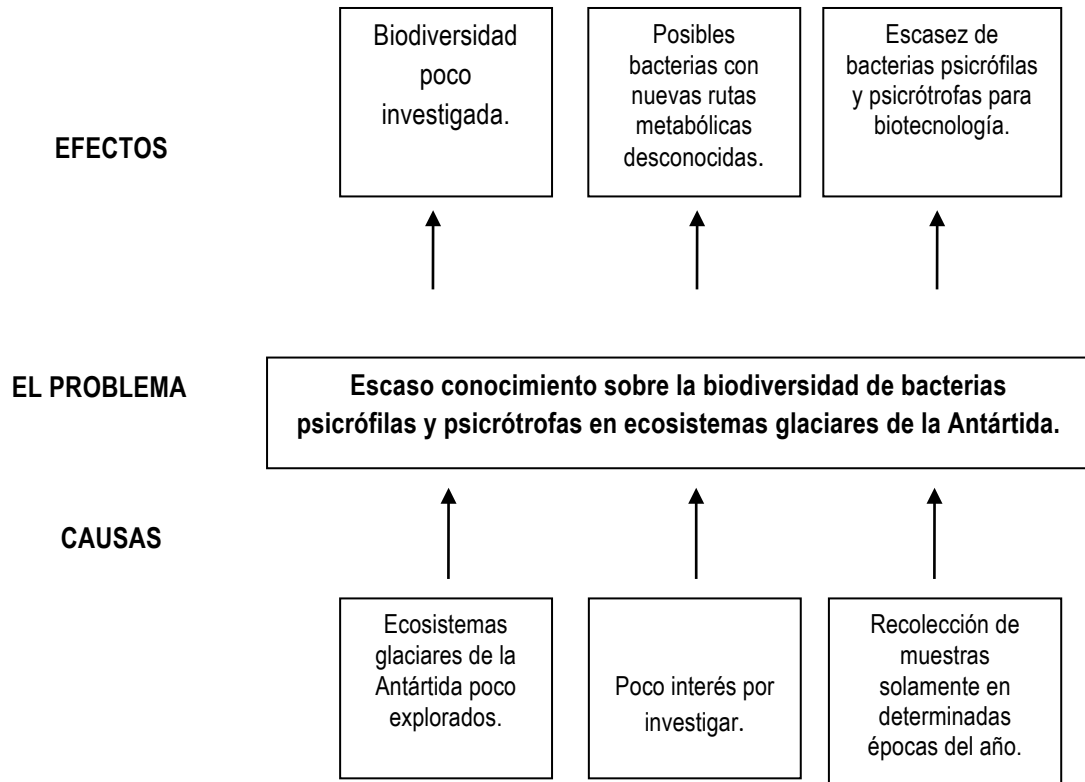 Biodiversidad
poco
investigada.
Posibles
bacterias con
nuevas rutas
metabólicas
desconocidas.
Escasez de
bacterias psicrófilas
y psicrótrofas para
biotecnología.
EFECTOS
EL PROBLEMA
Escaso conocimiento sobre la biodiversidad de bacterias
psicrófilas y psicrótrofas en ecosistemas glaciares de la Antártida.
CAUSAS
Ecosistemas
glaciares de la
Antártida poco
explorados.
Poco interés por
investigar.
Recolección de
muestras
solamente en
determinadas
épocas del año.